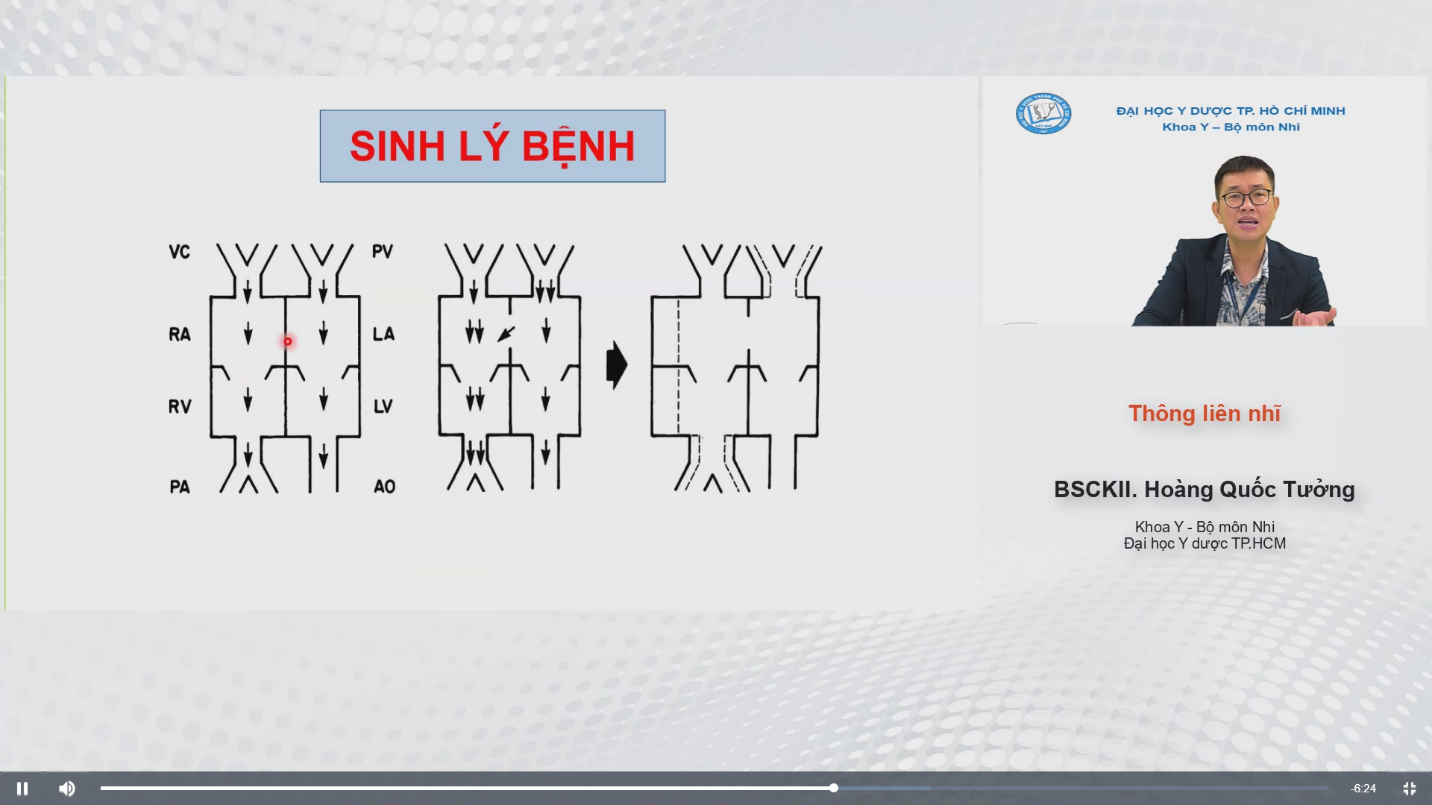 SINH LÝ BỆNH
VC
PV
RA
LA
RV
LV
PA
AO
ĐẠI HỌC Y DƯỢC TP. HỒ CHÍ MINH
Khoa Y – Bộ môn Nhi
Thông liên nhĩ
BSCKII. Hoàng Quốc Tưởng
Khoa Y - Bộ môn Nhi
Đại học Y dược TP.HCM
-6:24